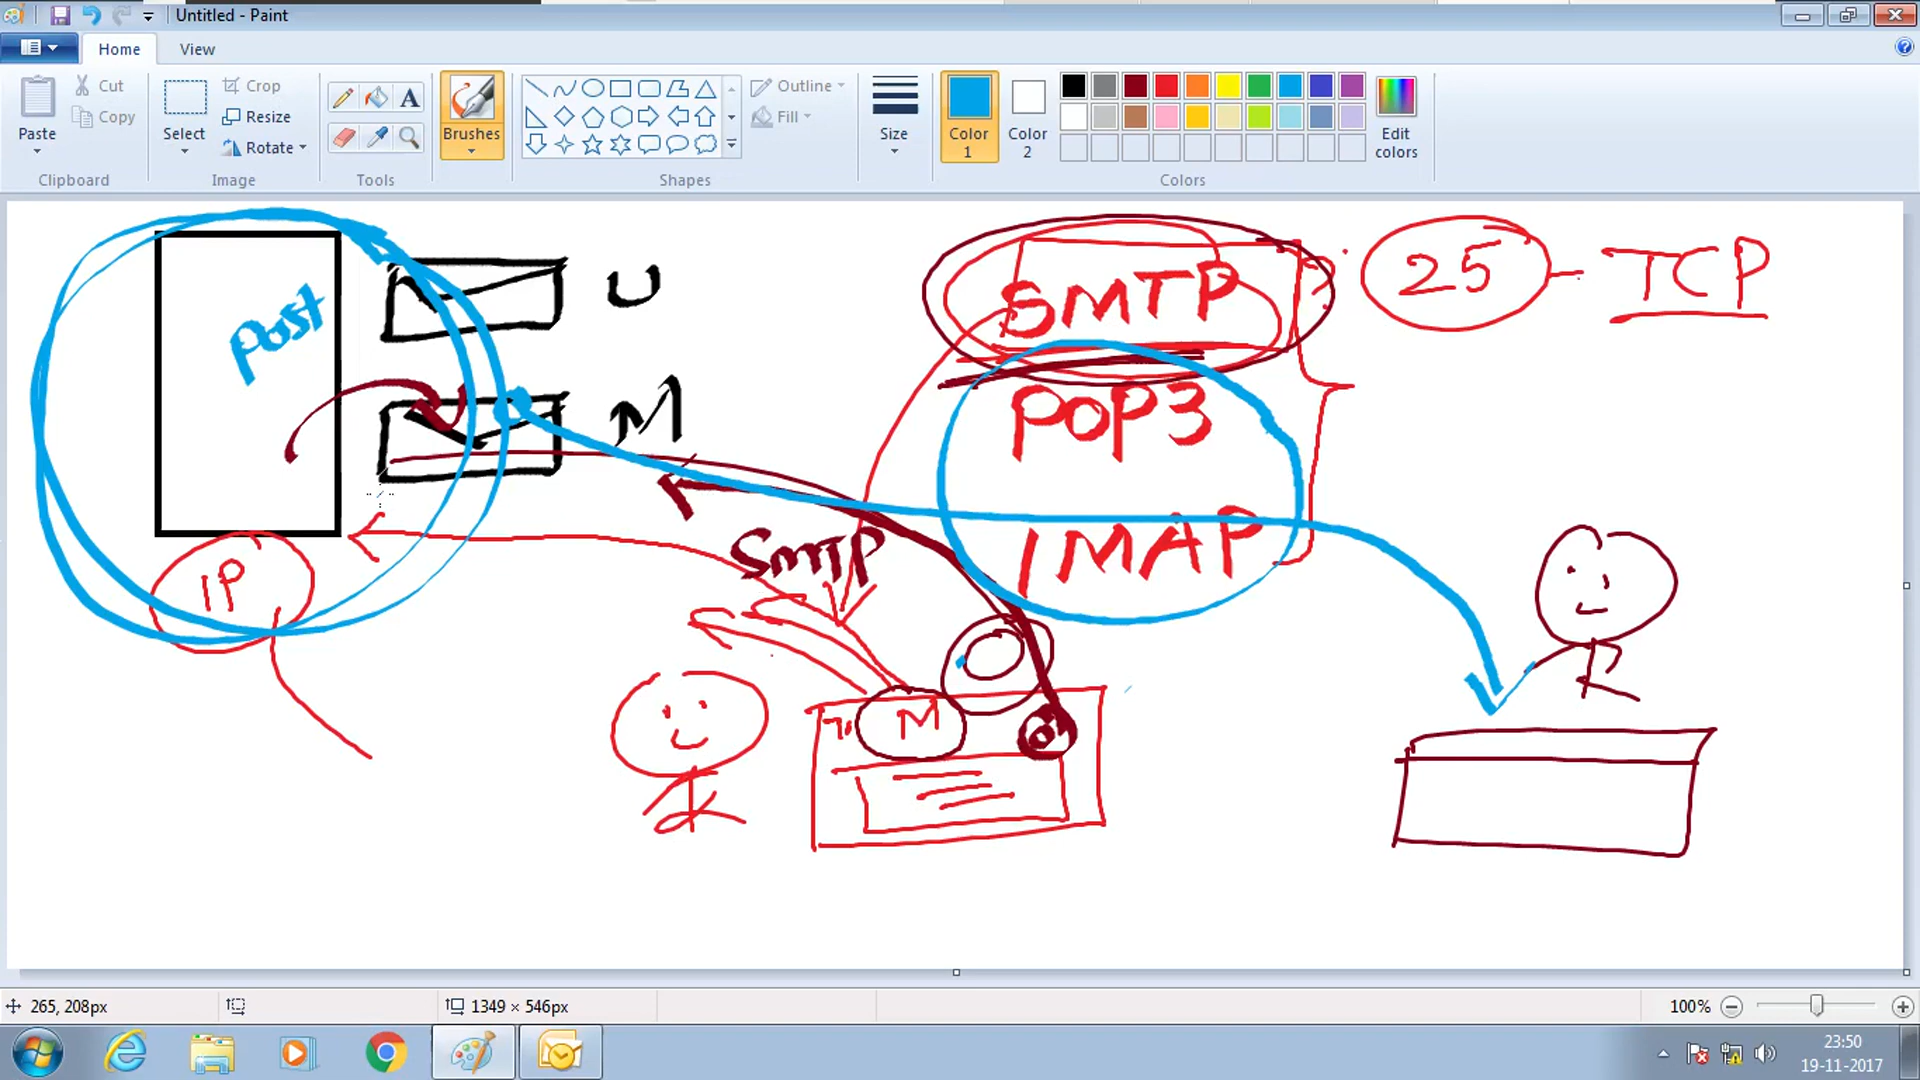 Untitled - Paint
Home
View
Paste
Cut
Copy
Clipboard
Select
Crop
Resize
Rotate
Image
Tools
Brushes
Shapes
Outline
Fill
Size
Color 1
Color 2
Edit colors
Colors
Post
U
M
SMTP
25 - TCP
POP3
IMAP
SMTP
IP
To,
M
265, 208px
1349 × 546px
100%
23:50
19-11-2017